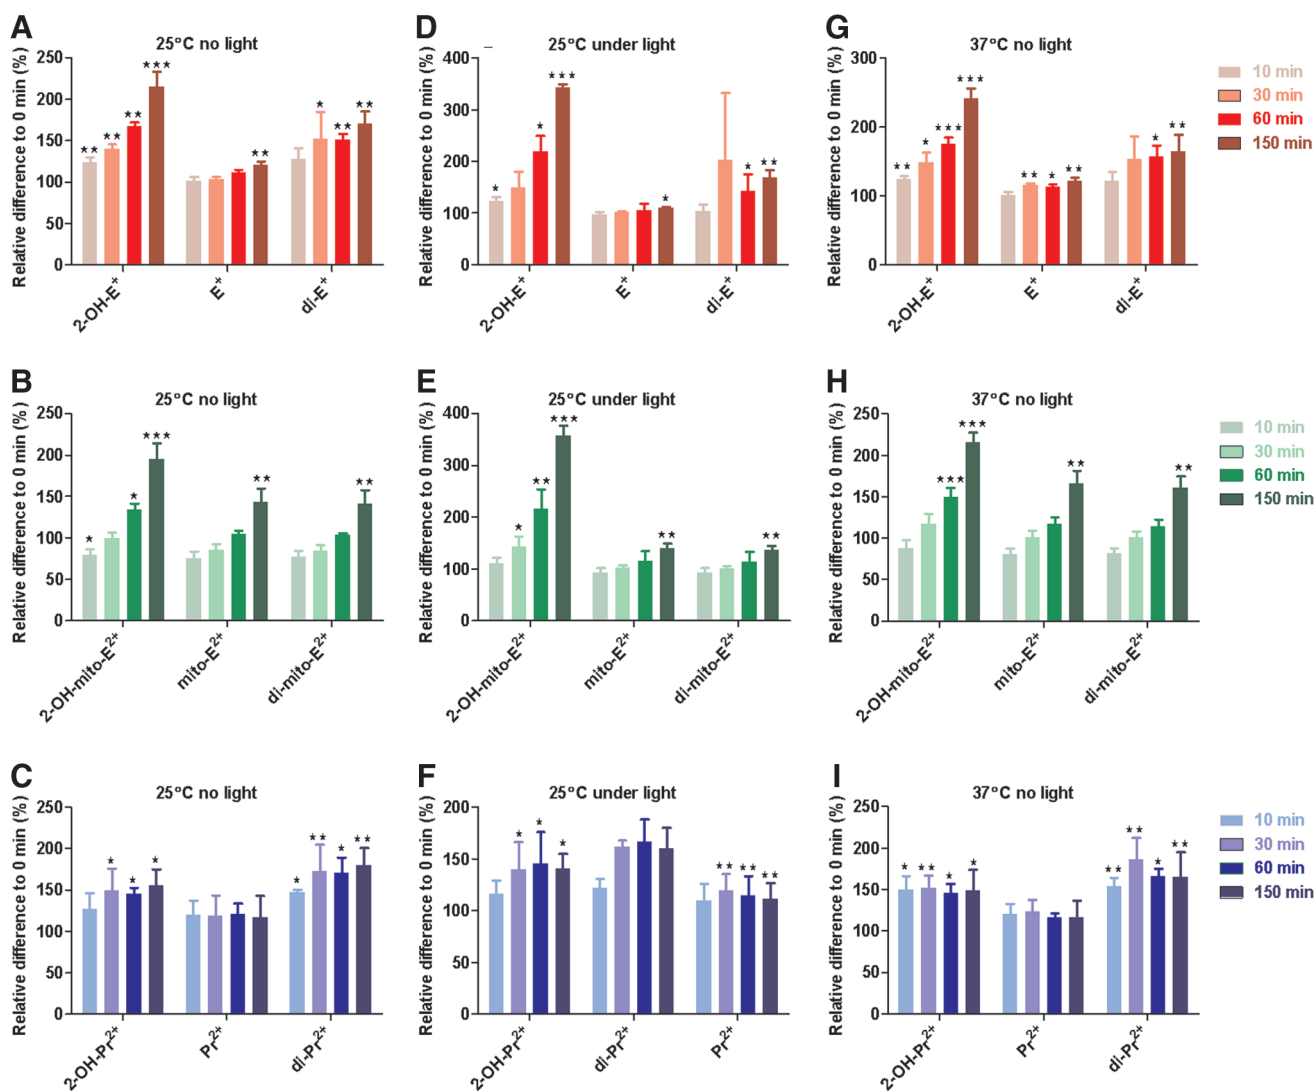 A
25°C no light
Relative difference to 0 min (%)
250
200
150
100
50
0
** ** ** ***
**
* ** **
2-OH-E+
E+
di-E+
D
25°C under light
Relative difference to 0 min (%)
400
300
200
100
0
* * ***
*
* **
2-OH-E+
E+
di-E+
G
37°C no light
Relative difference to 0 min (%)
300
200
100
0
** * *** ***
** * **
* **
2-OH-E+
E+
di-E+
10 min
30 min
60 min
150 min
B
25°C no light
Relative difference to 0 min (%)
250
200
150
100
50
0
* * ***
**
**
2-OH-mito-E2+
mito-E2+
di-mito-E2+
E
25°C under light
Relative difference to 0 min (%)
400
300
200
100
0
* ** ***
**
**
2-OH-mito-E2+
mito-E2+
di-mito-E2+
H
37°C no light
Relative difference to 0 min (%)
250
200
150
100
50
0
*** ***
**
**
2-OH-mito-E2+
mito-E2+
di-mito-E2+
10 min
30 min
60 min
150 min
C
25°C no light
Relative difference to 0 min (%)
250
200
150
100
50
0
* * *
* ** * **
2-OH-Pr2+
Pr2+
di-Pr2+
F
25°C under light
Relative difference to 0 min (%)
200
150
100
50
0
* * *
** ** **
2-OH-Pr2+
di-Pr2+
Pr2+
I
37°C no light
Relative difference to 0 min (%)
250
200
150
100
50
0
* ** * *
** ** * **
2-OH-Pr2+
Pr2+
di-Pr2+
10 min
30 min
60 min
150 min